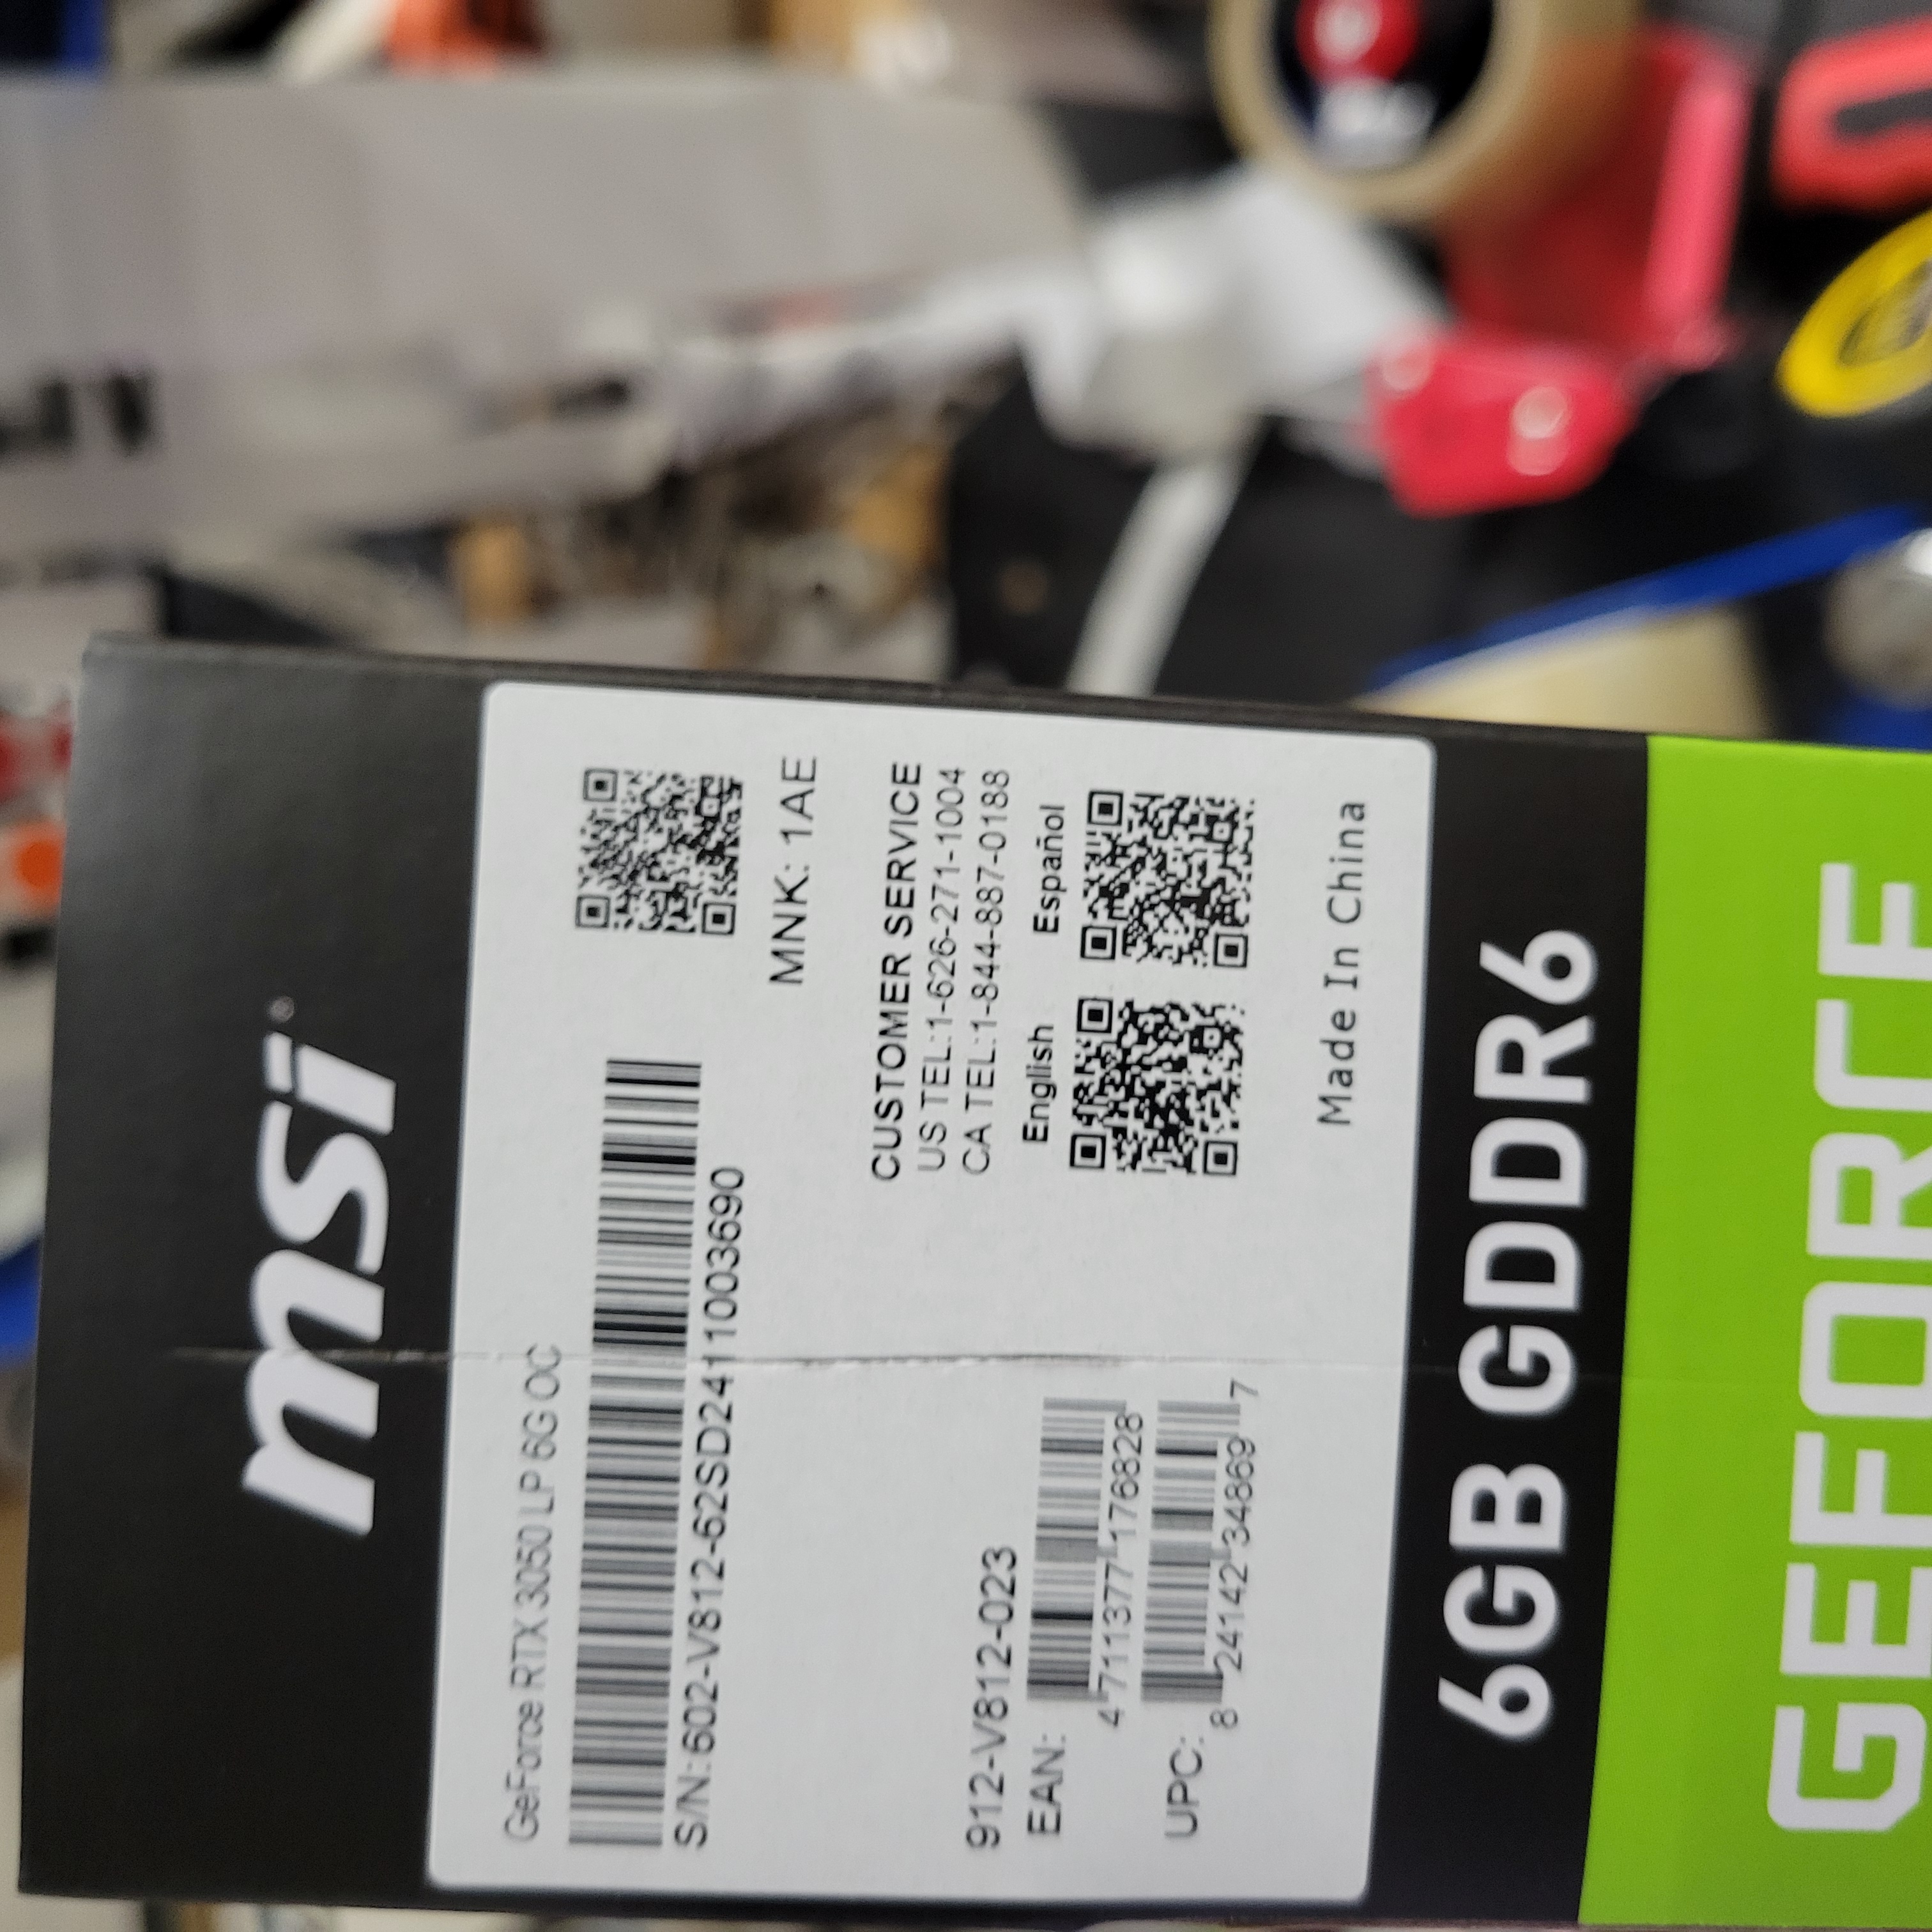 msi
GeForce RTX 3050 LP 6G OC
S/N: 602-V812-62SD2411003690
MNK: 1AE
912-V812-023
EAN:
4 711377 176828
UPC:
8 24142 34869 7
CUSTOMER SERVICE
US TEL:1-626-271-1004
CA TEL:1-844-887-0188
English Español
Made In China
6GB GDDR6
GEFORCE